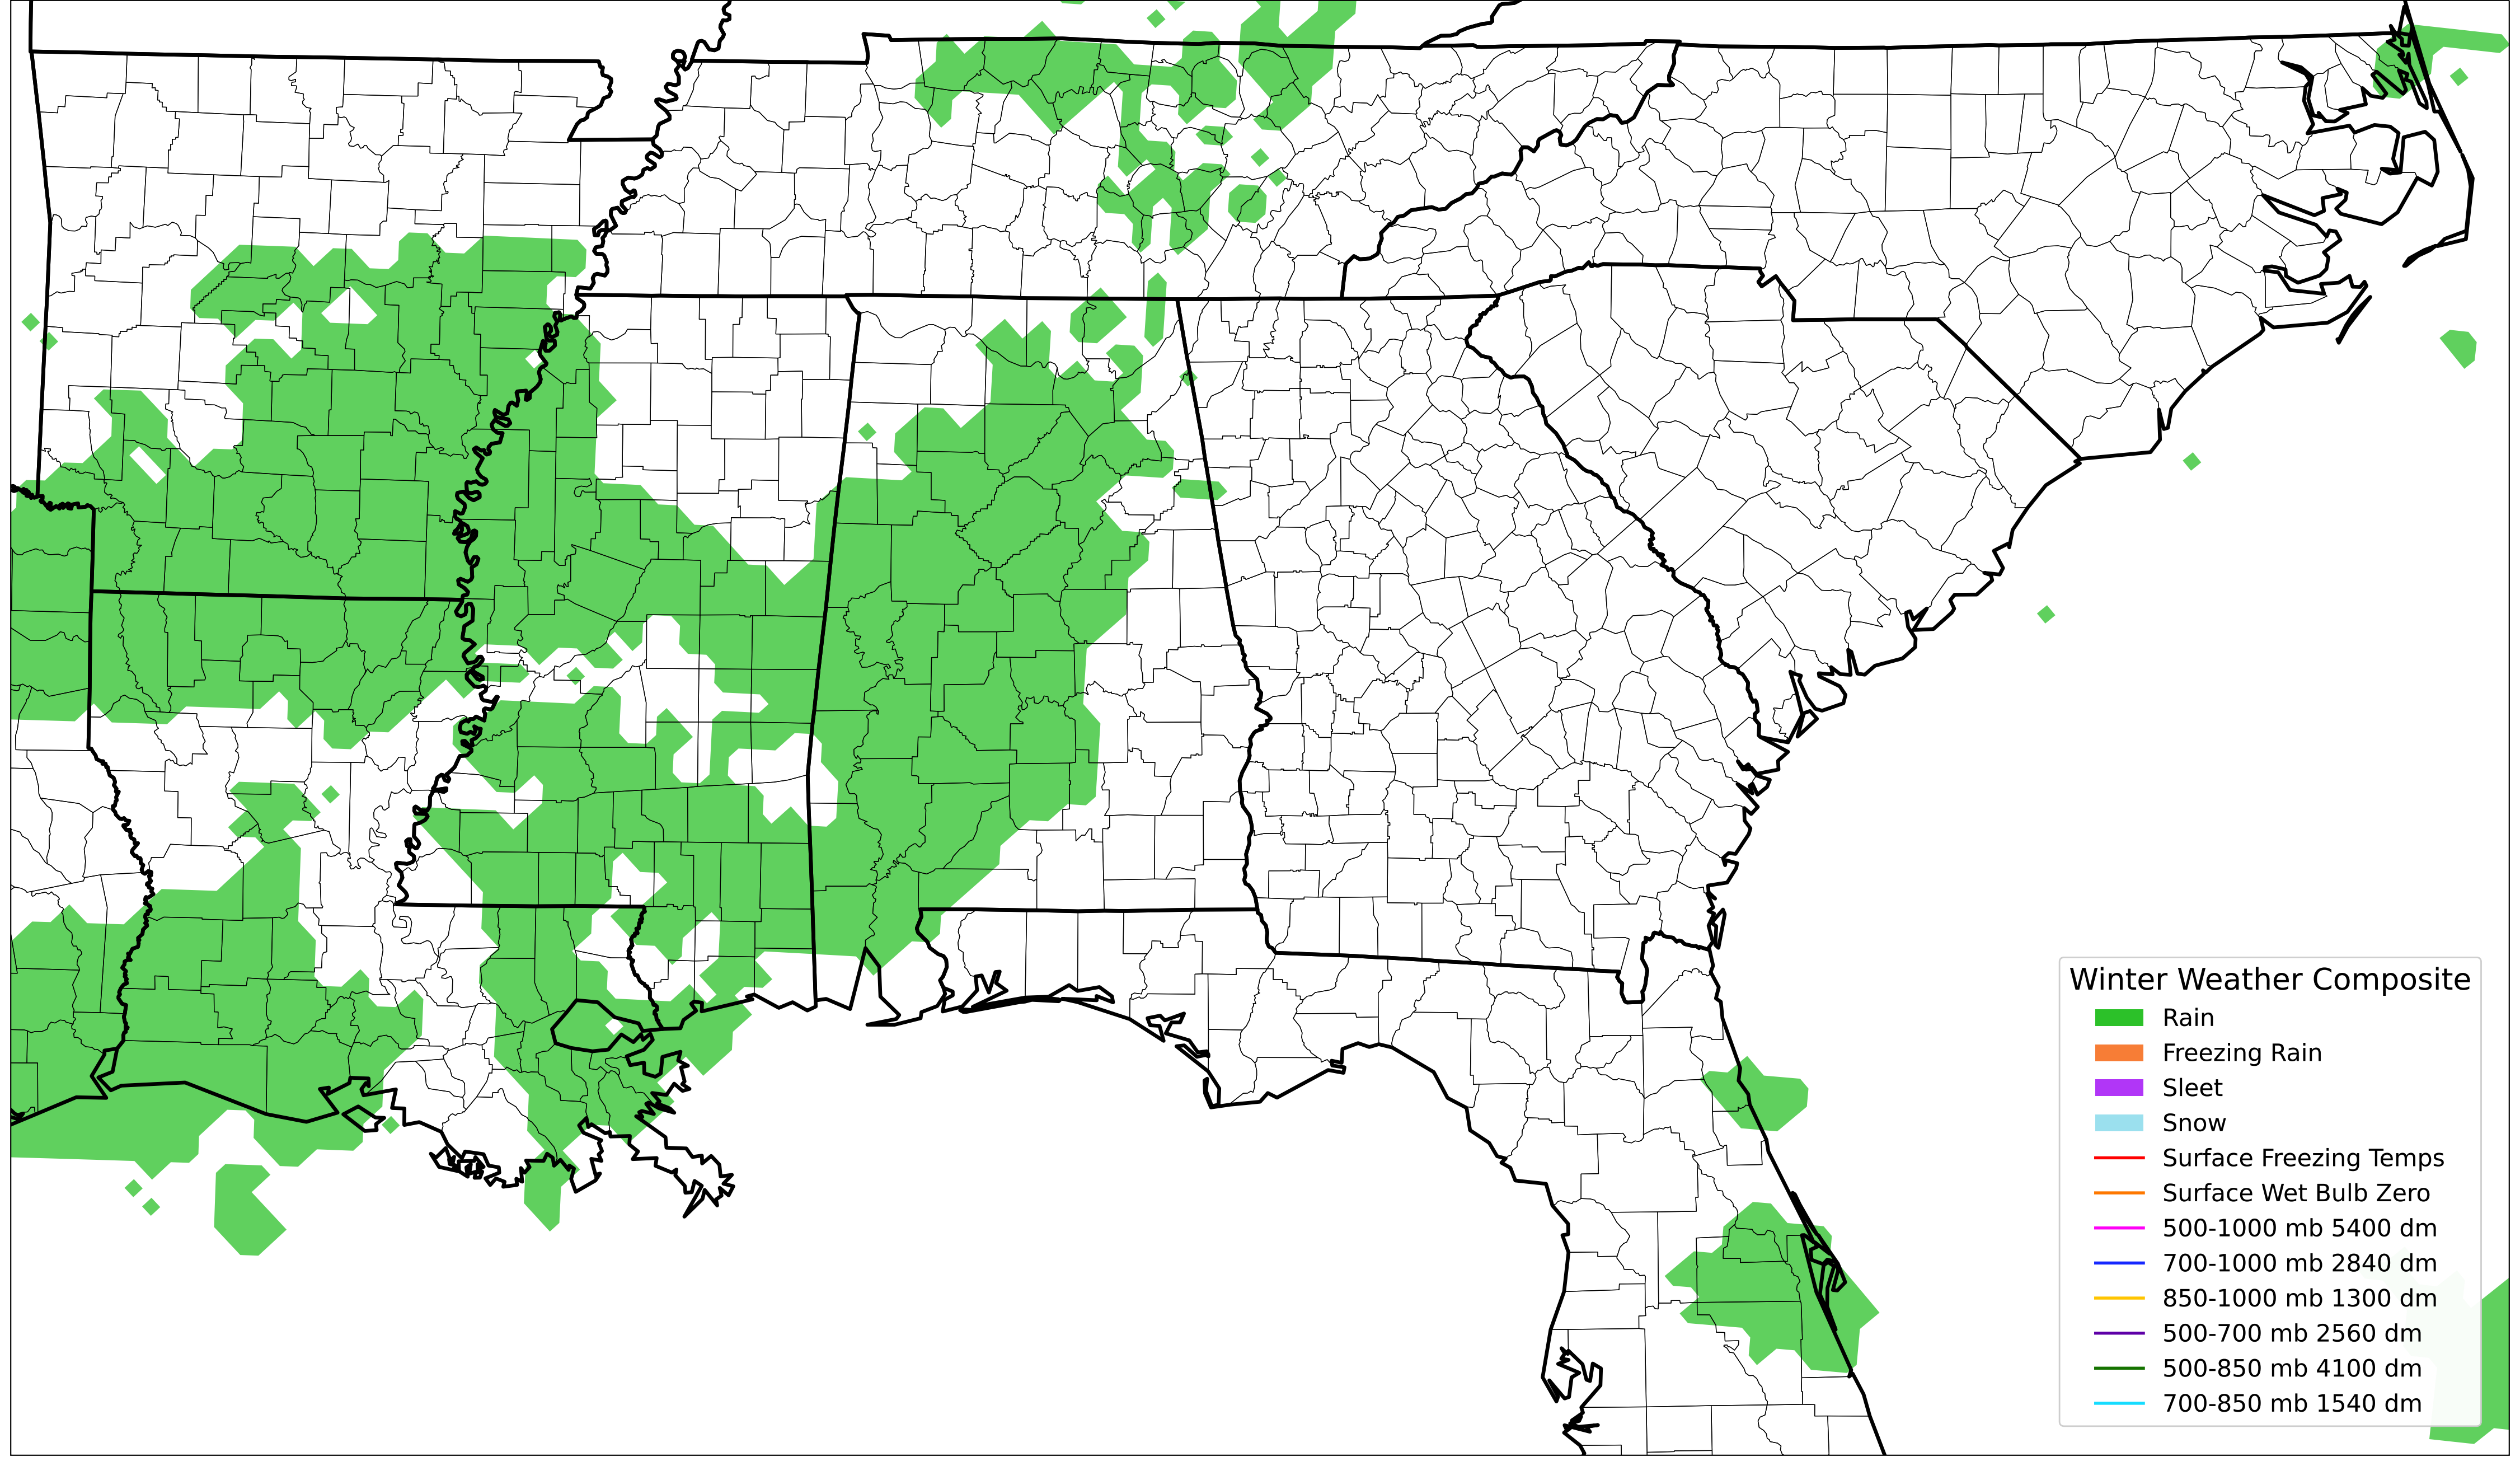 Winter Weather Composite
Rain
Freezing Rain
Sleet
Snow
Surface Freezing Temps
Surface Wet Bulb Zero
500-1000 mb 5400 dm
700-1000 mb 2840 dm
850-1000 mb 1300 dm
500-700 mb 2560 dm
500-850 mb 4100 dm
700-850 mb 1540 dm